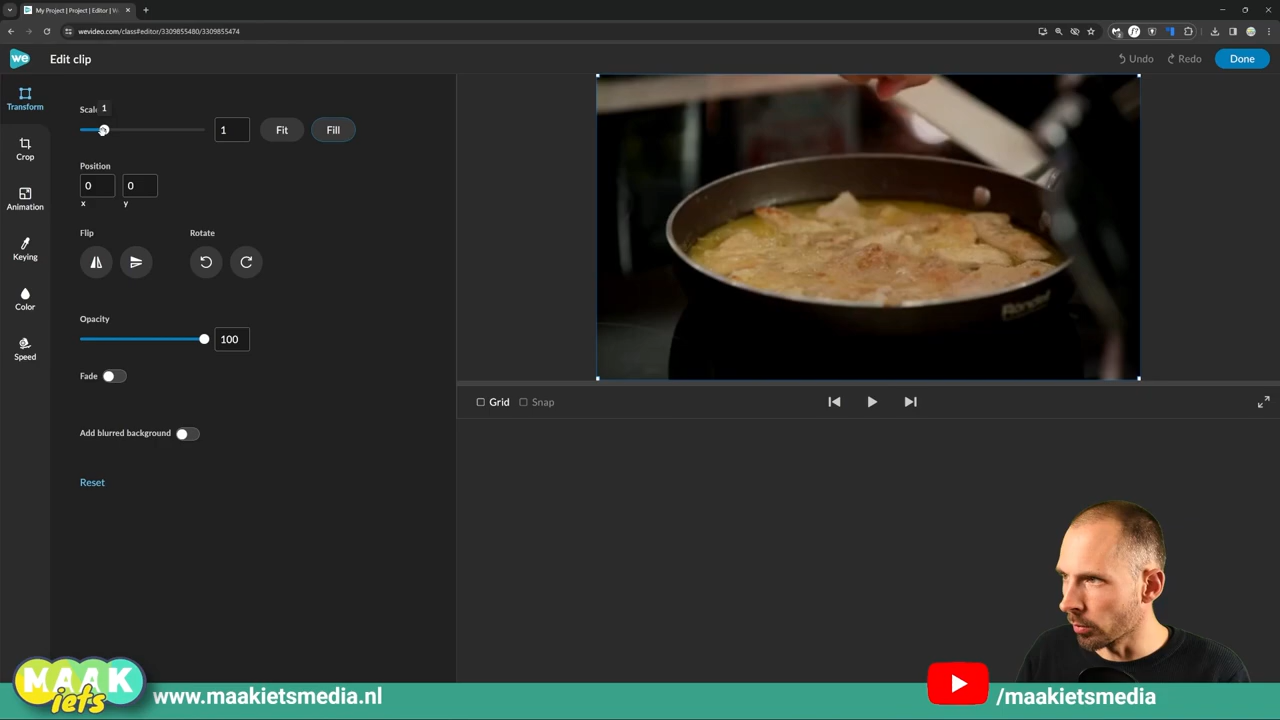 My Project | Project | Editor | W
wevideo.com/class#editor/3309855480/3309855474
we
Edit clip
Undo
Redo
Done
Transform
Crop
Animation
Keying
Color
Speed
Scale
1
1
Fit
Fill
Position
0
0
x
y
Flip
Rotate
Opacity
100
Fade
Add blurred background
Reset
Grid
Snap
MAAK
iets
www.maakietsmedia.nl
/maakietsmedia